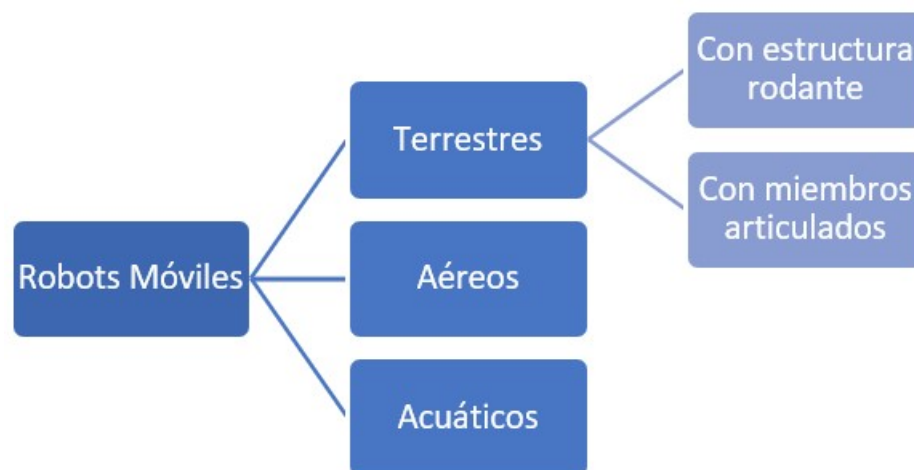 Robots Móviles
Terrestres
Con estructura
rodante
Con miembros
articulados
Aéreos
Acuáticos